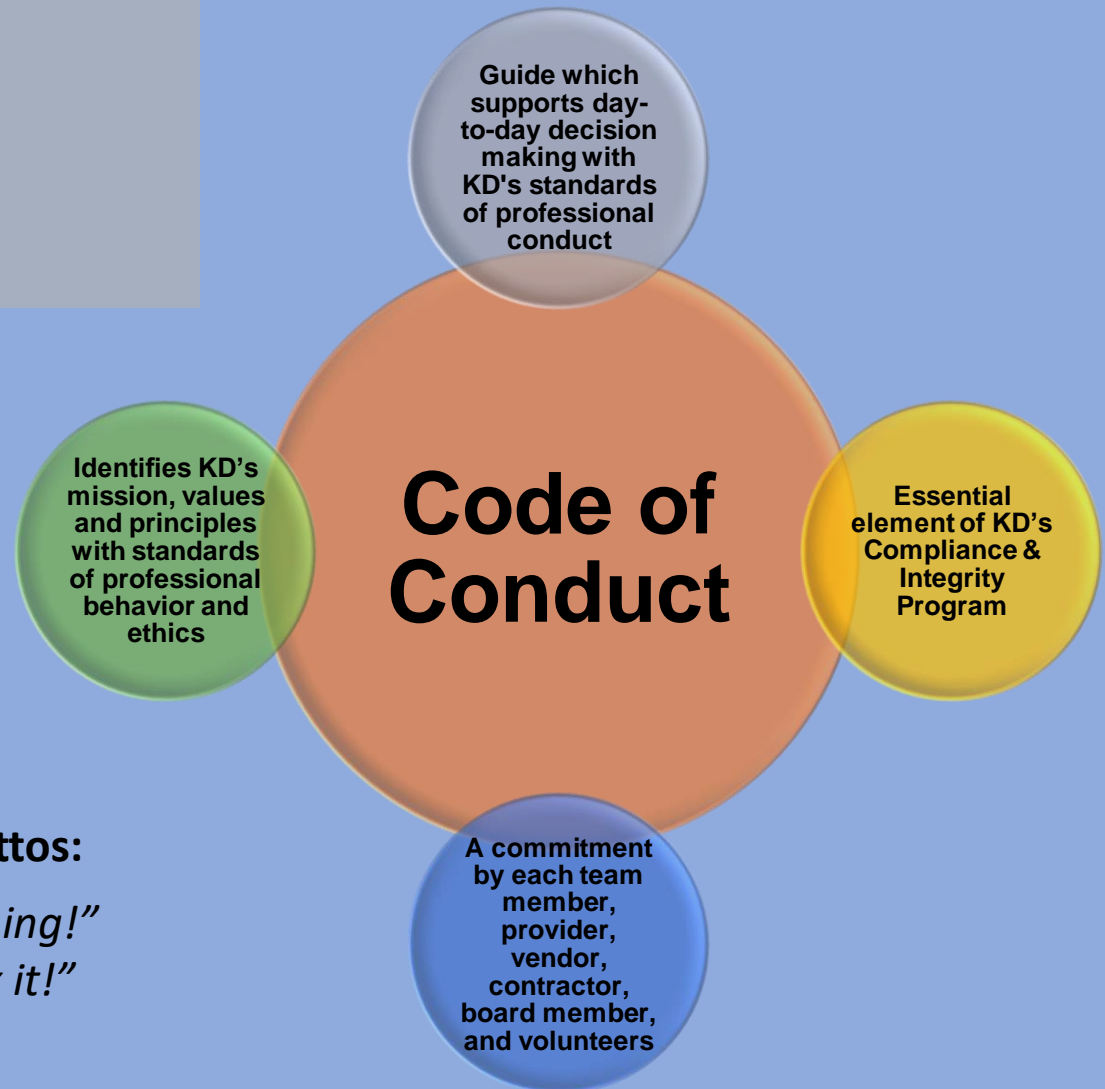 Guide which
supports day-
to-day decision
making with
KD's standards
of professional
conduct
Identifies KD’s
mission, values
and principles
with standards
of professional
behavior and
ethics
Code of
Conduct
Essential
element of KD’s
Compliance &
Integrity
Program
A commitment
by each team
member,
provider,
vendor,
contractor,
board member,
and volunteers
ttos:
ing!”
it!”